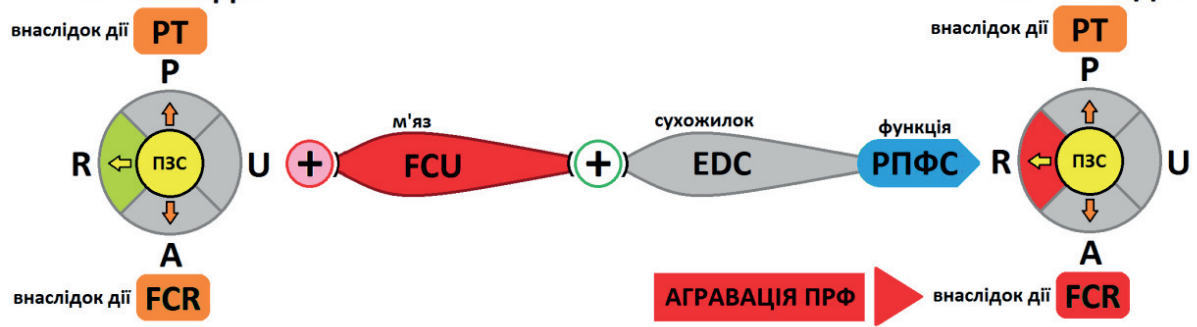 внаслідок дії PT
P
R ПЗС U
A
внаслідок дії FCR
+
м'яз
FCU
+
сухожилок
EDC
функція
РПФС
внаслідок дії PT
P
R ПЗС U
A
АГРАВАЦІЯ ПРФ
внаслідок дії FCR